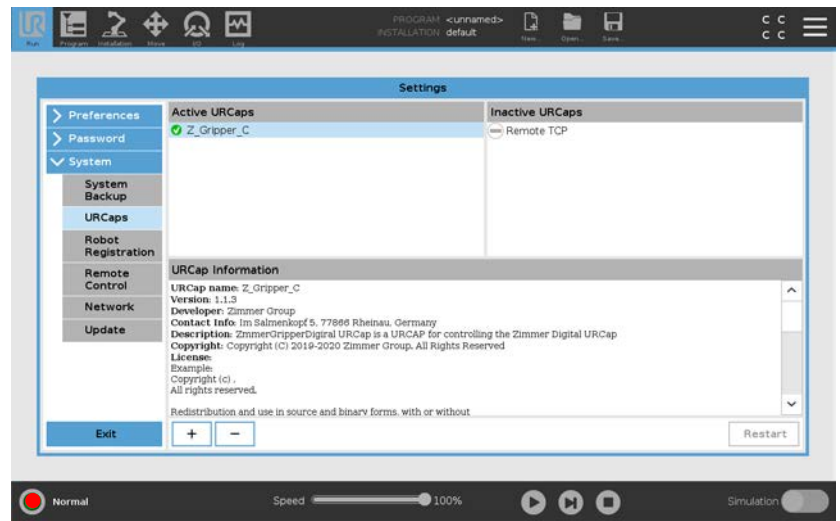 UR
PROGRAM <unnamed>
INSTALLATION default
Run
Program
Installation
Move
I/O
Log
New...
Open...
Save...
C C
C C
Settings
Preferences
Password
System
System
Backup
URCaps
Robot
Registration
Remote
Control
Network
Update
Exit
Active URCaps
Z_Gripper_C
Inactive URCaps
Remote TCP
URCap Information
URCap name: Z_Gripper_C
Version: 1.1.3
Developer: Zimmer Group
Contact Info: Im Salmenkopf 5, 77866 Rheinau, Germany
Description: ZmmerGripperDigiral URCap is a URCAP for controlling the Zimmer Digital URCap
Copyright: Copyright (C) 2019-2020 Zimmer Group, All Rights Reserved
License:
Example:
Copyright (c) .
All rights reserved.
Redistribution and use in source and binary forms, with or without
+
−
Restart
Normal
Speed
100%
Simulation